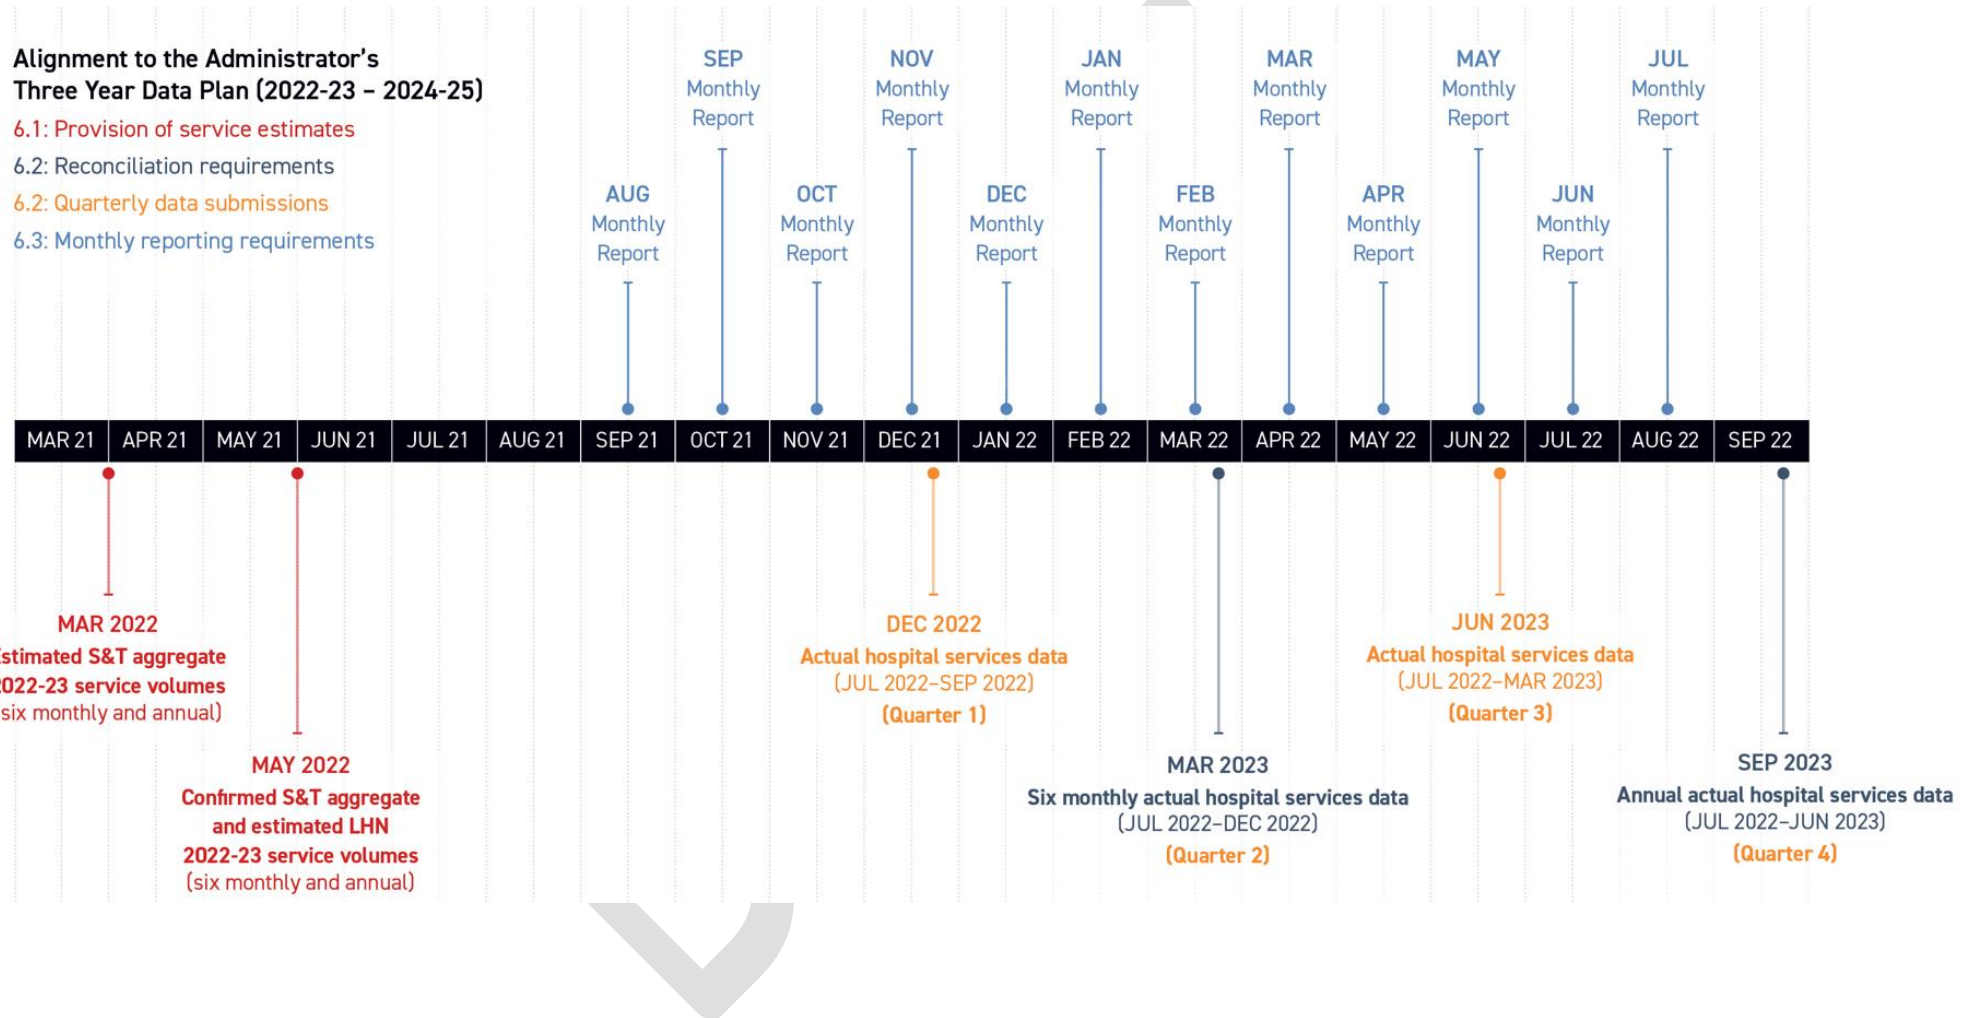 Alignment to the Administrator's
Three Year Data Plan (2022-23 – 2024-25)
6.1: Provision of service estimates
6.2: Reconciliation requirements
6.2: Quarterly data submissions
6.3: Monthly reporting requirements
SEP
Monthly
Report
NOV
Monthly
Report
JAN
Monthly
Report
MAR
Monthly
Report
MAY
Monthly
Report
JUL
Monthly
Report
AUG
Monthly
Report
OCT
Monthly
Report
DEC
Monthly
Report
FEB
Monthly
Report
APR
Monthly
Report
JUN
Monthly
Report
MAR 21 APR 21 MAY 21 JUN 21 JUL 21 AUG 21 SEP 21 OCT 21 NOV 21 DEC 21 JAN 22 FEB 22 MAR 22 APR 22 MAY 22 JUN 22 JUL 22 AUG 22 SEP 22
MAR 2022
Estimated S&T aggregate
2022-23 service volumes
(six monthly and annual)
MAY 2022
Confirmed S&T aggregate
and estimated LHN
2022-23 service volumes
(six monthly and annual)
DEC 2022
Actual hospital services data
(JUL 2022–SEP 2022)
(Quarter 1)
MAR 2023
Six monthly actual hospital services data
(JUL 2022–DEC 2022)
(Quarter 2)
JUN 2023
Actual hospital services data
(JUL 2022–MAR 2023)
(Quarter 3)
SEP 2023
Annual actual hospital services data
(JUL 2022–JUN 2023)
(Quarter 4)